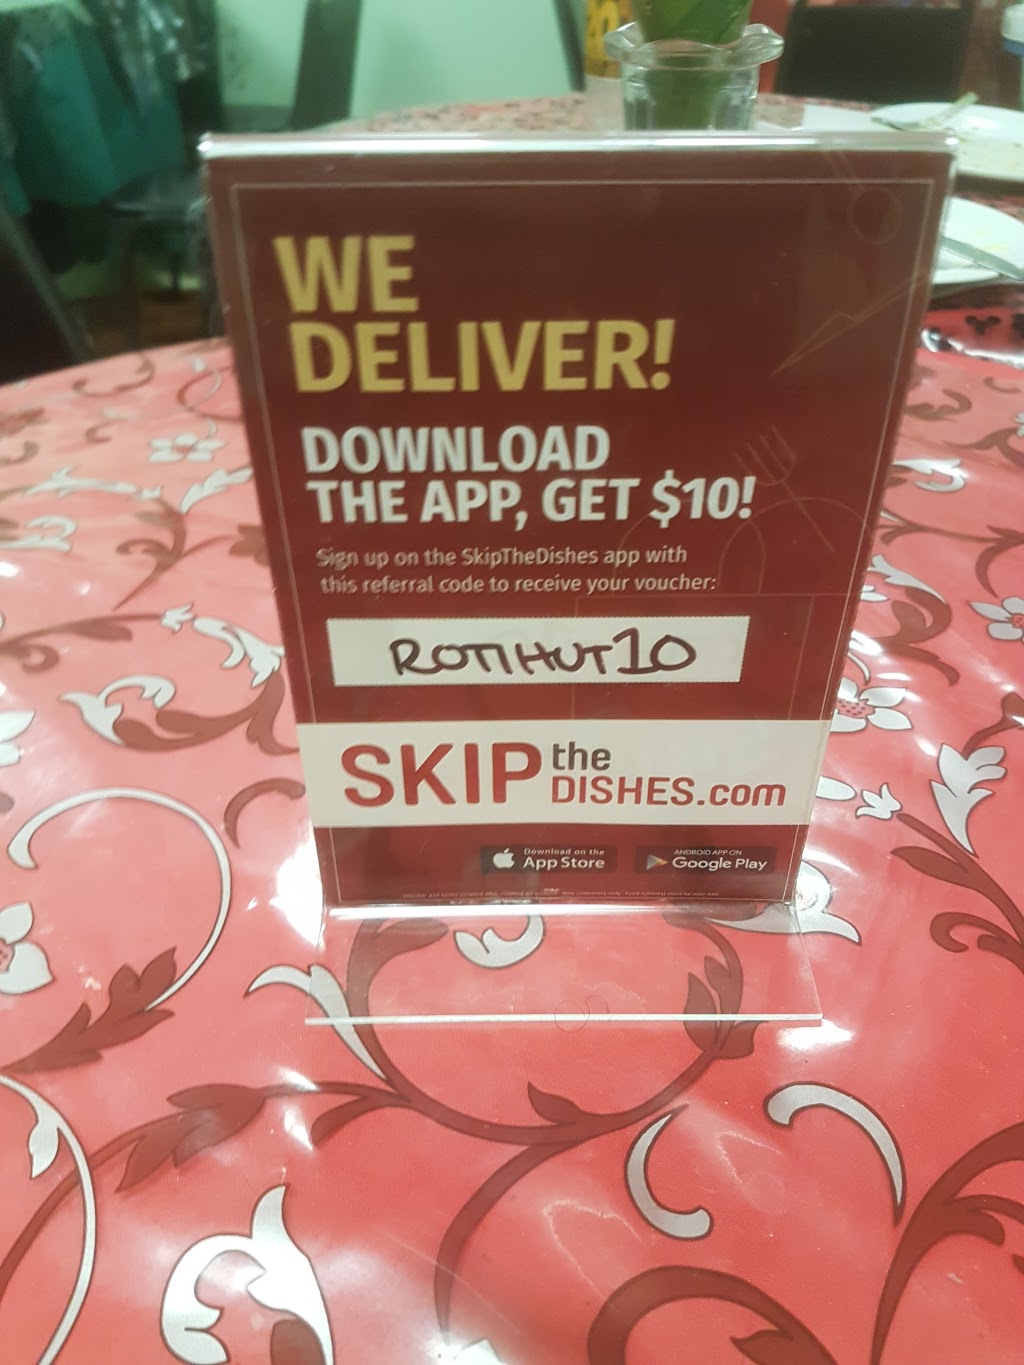 WE
DELIVER!
DOWNLOAD
THE APP, GET $10!
Sign up on the SkipTheDishes app with
this referral code to receive your voucher:
ROTIHUT10
SKIP the DISHES.com
Download on the
App Store
ANDROID APP ON
Google Play